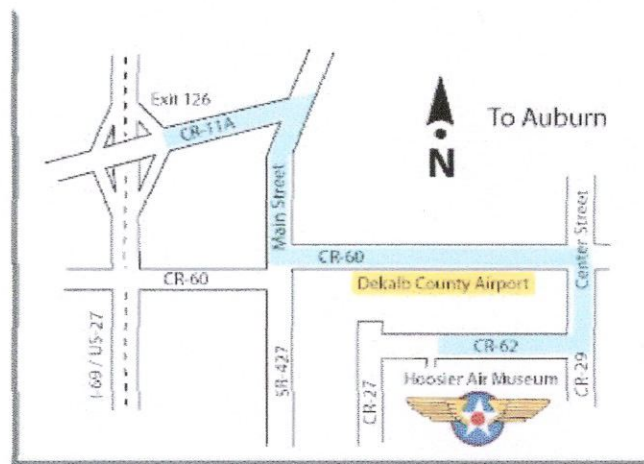 Exit 126
CR-11A
To Auburn
N
Main Street
Center Street
CR-60
CR-60
Dekalb County Airport
I-69 / US-27
SR-427
CR-62
CR-27
Hoosier Air Museum
CR-29